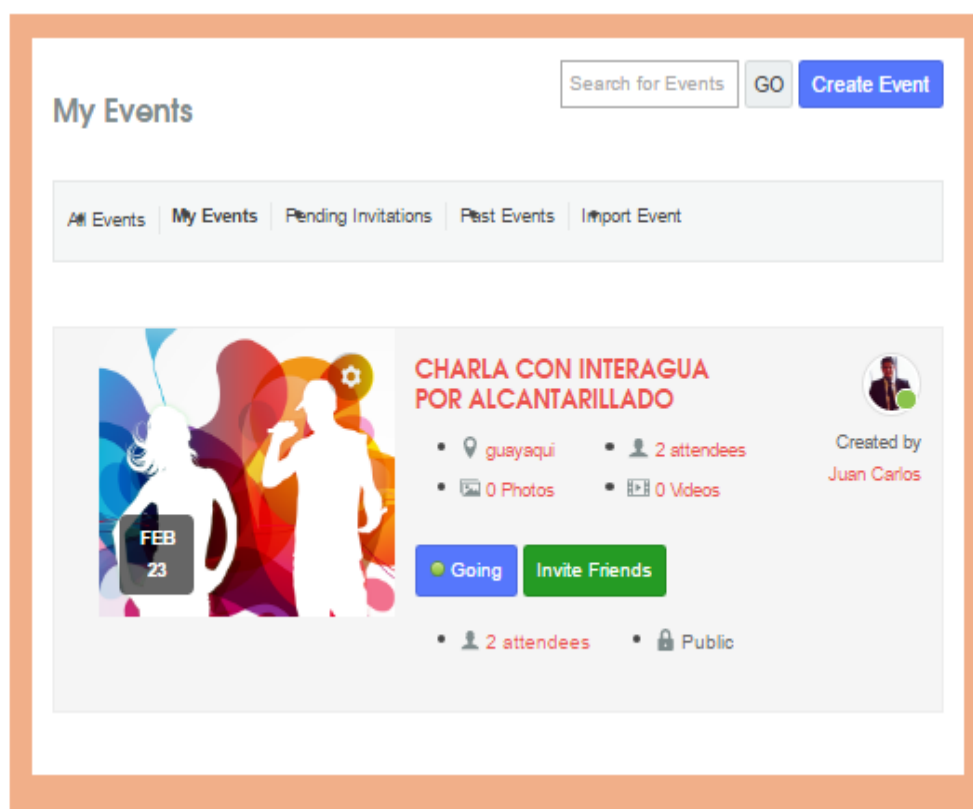 Search for Events GO Create Event
My Events
All Events My Events Pending Invitations Past Events Import Event
CHARLA CON INTERAGUA
POR ALCANTARILLADO
guayaqui 2 attendees
0 Photos 0 Videos
Created by
Juan Carlos
FEB
23
Going Invite Friends
2 attendees Public